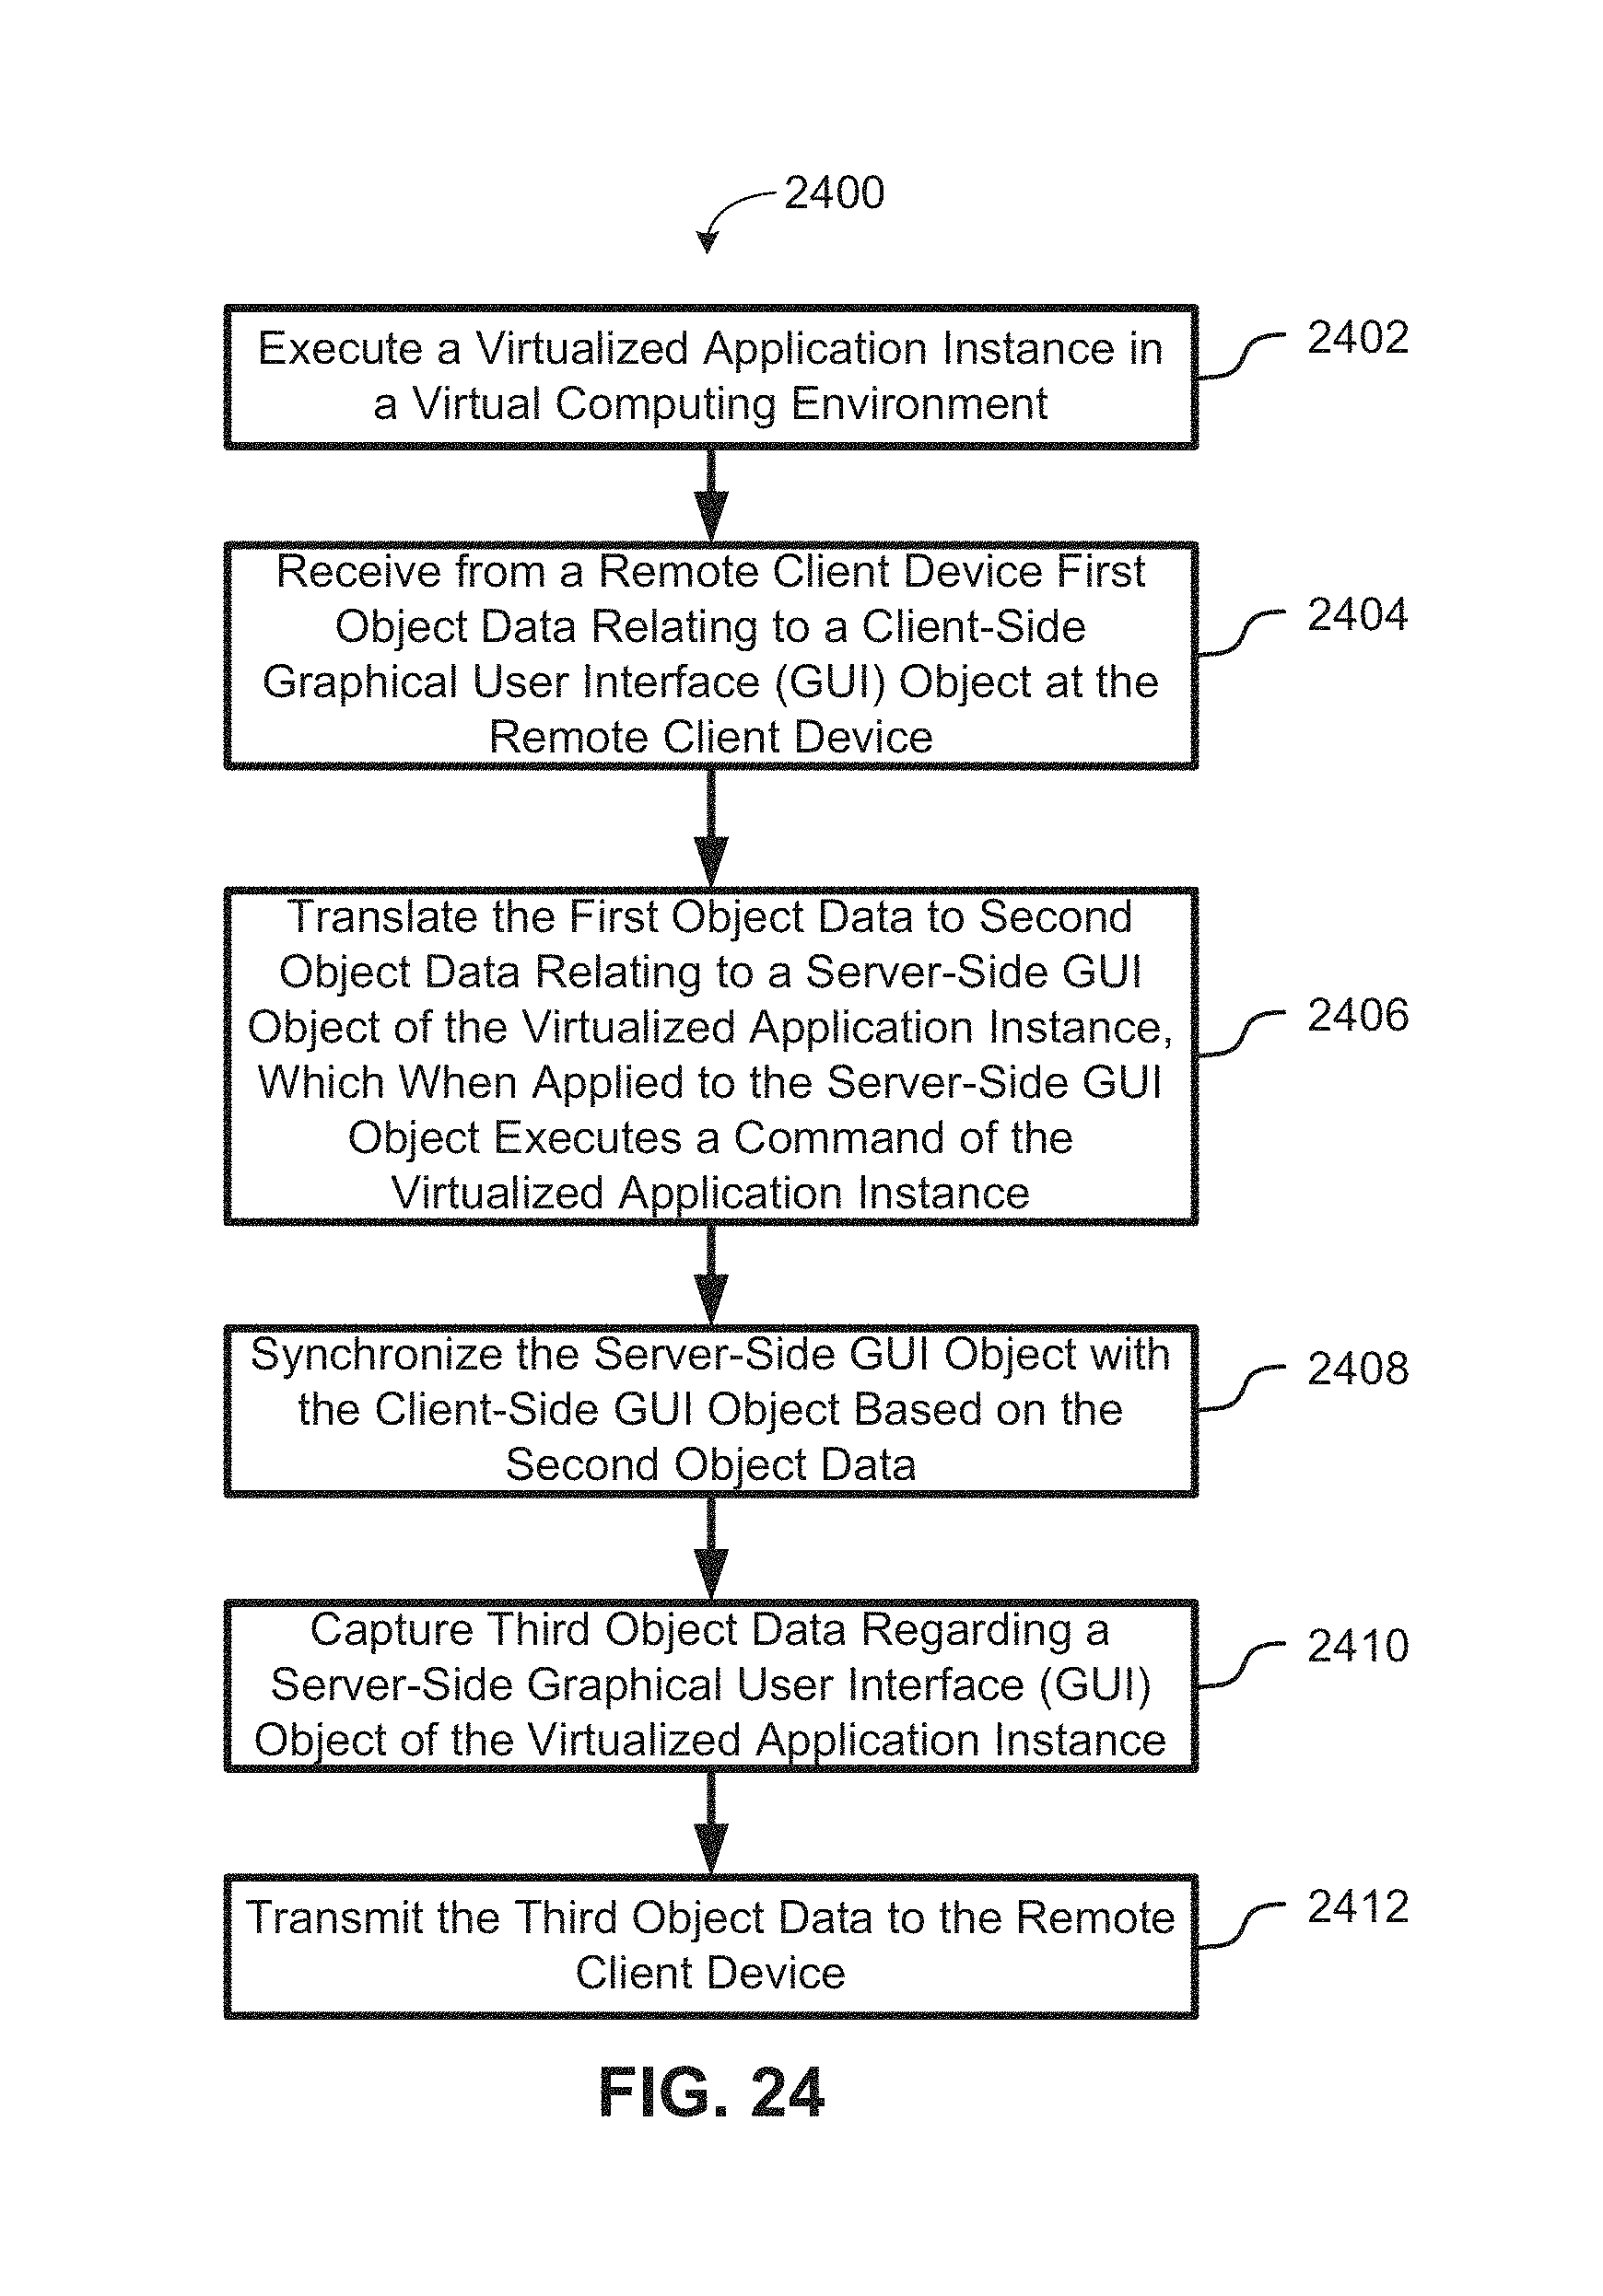 2400
Execute a Virtualized Application Instance in
a Virtual Computing Environment
2402
Receive from a Remote Client Device First
Object Data Relating to a Client-Side
Graphical User Interface (GUI) Object at the
Remote Client Device
2404
Translate the First Object Data to Second
Object Data Relating to a Server-Side GUI
Object of the Virtualized Application Instance,
Which When Applied to the Server-Side GUI
Object Executes a Command of the
Virtualized Application Instance
2406
Synchronize the Server-Side GUI Object with
the Client-Side GUI Object Based on the
Second Object Data
2408
Capture Third Object Data Regarding a
Server-Side Graphical User Interface (GUI)
Object of the Virtualized Application Instance
2410
Transmit the Third Object Data to the Remote
Client Device
2412
FIG. 24